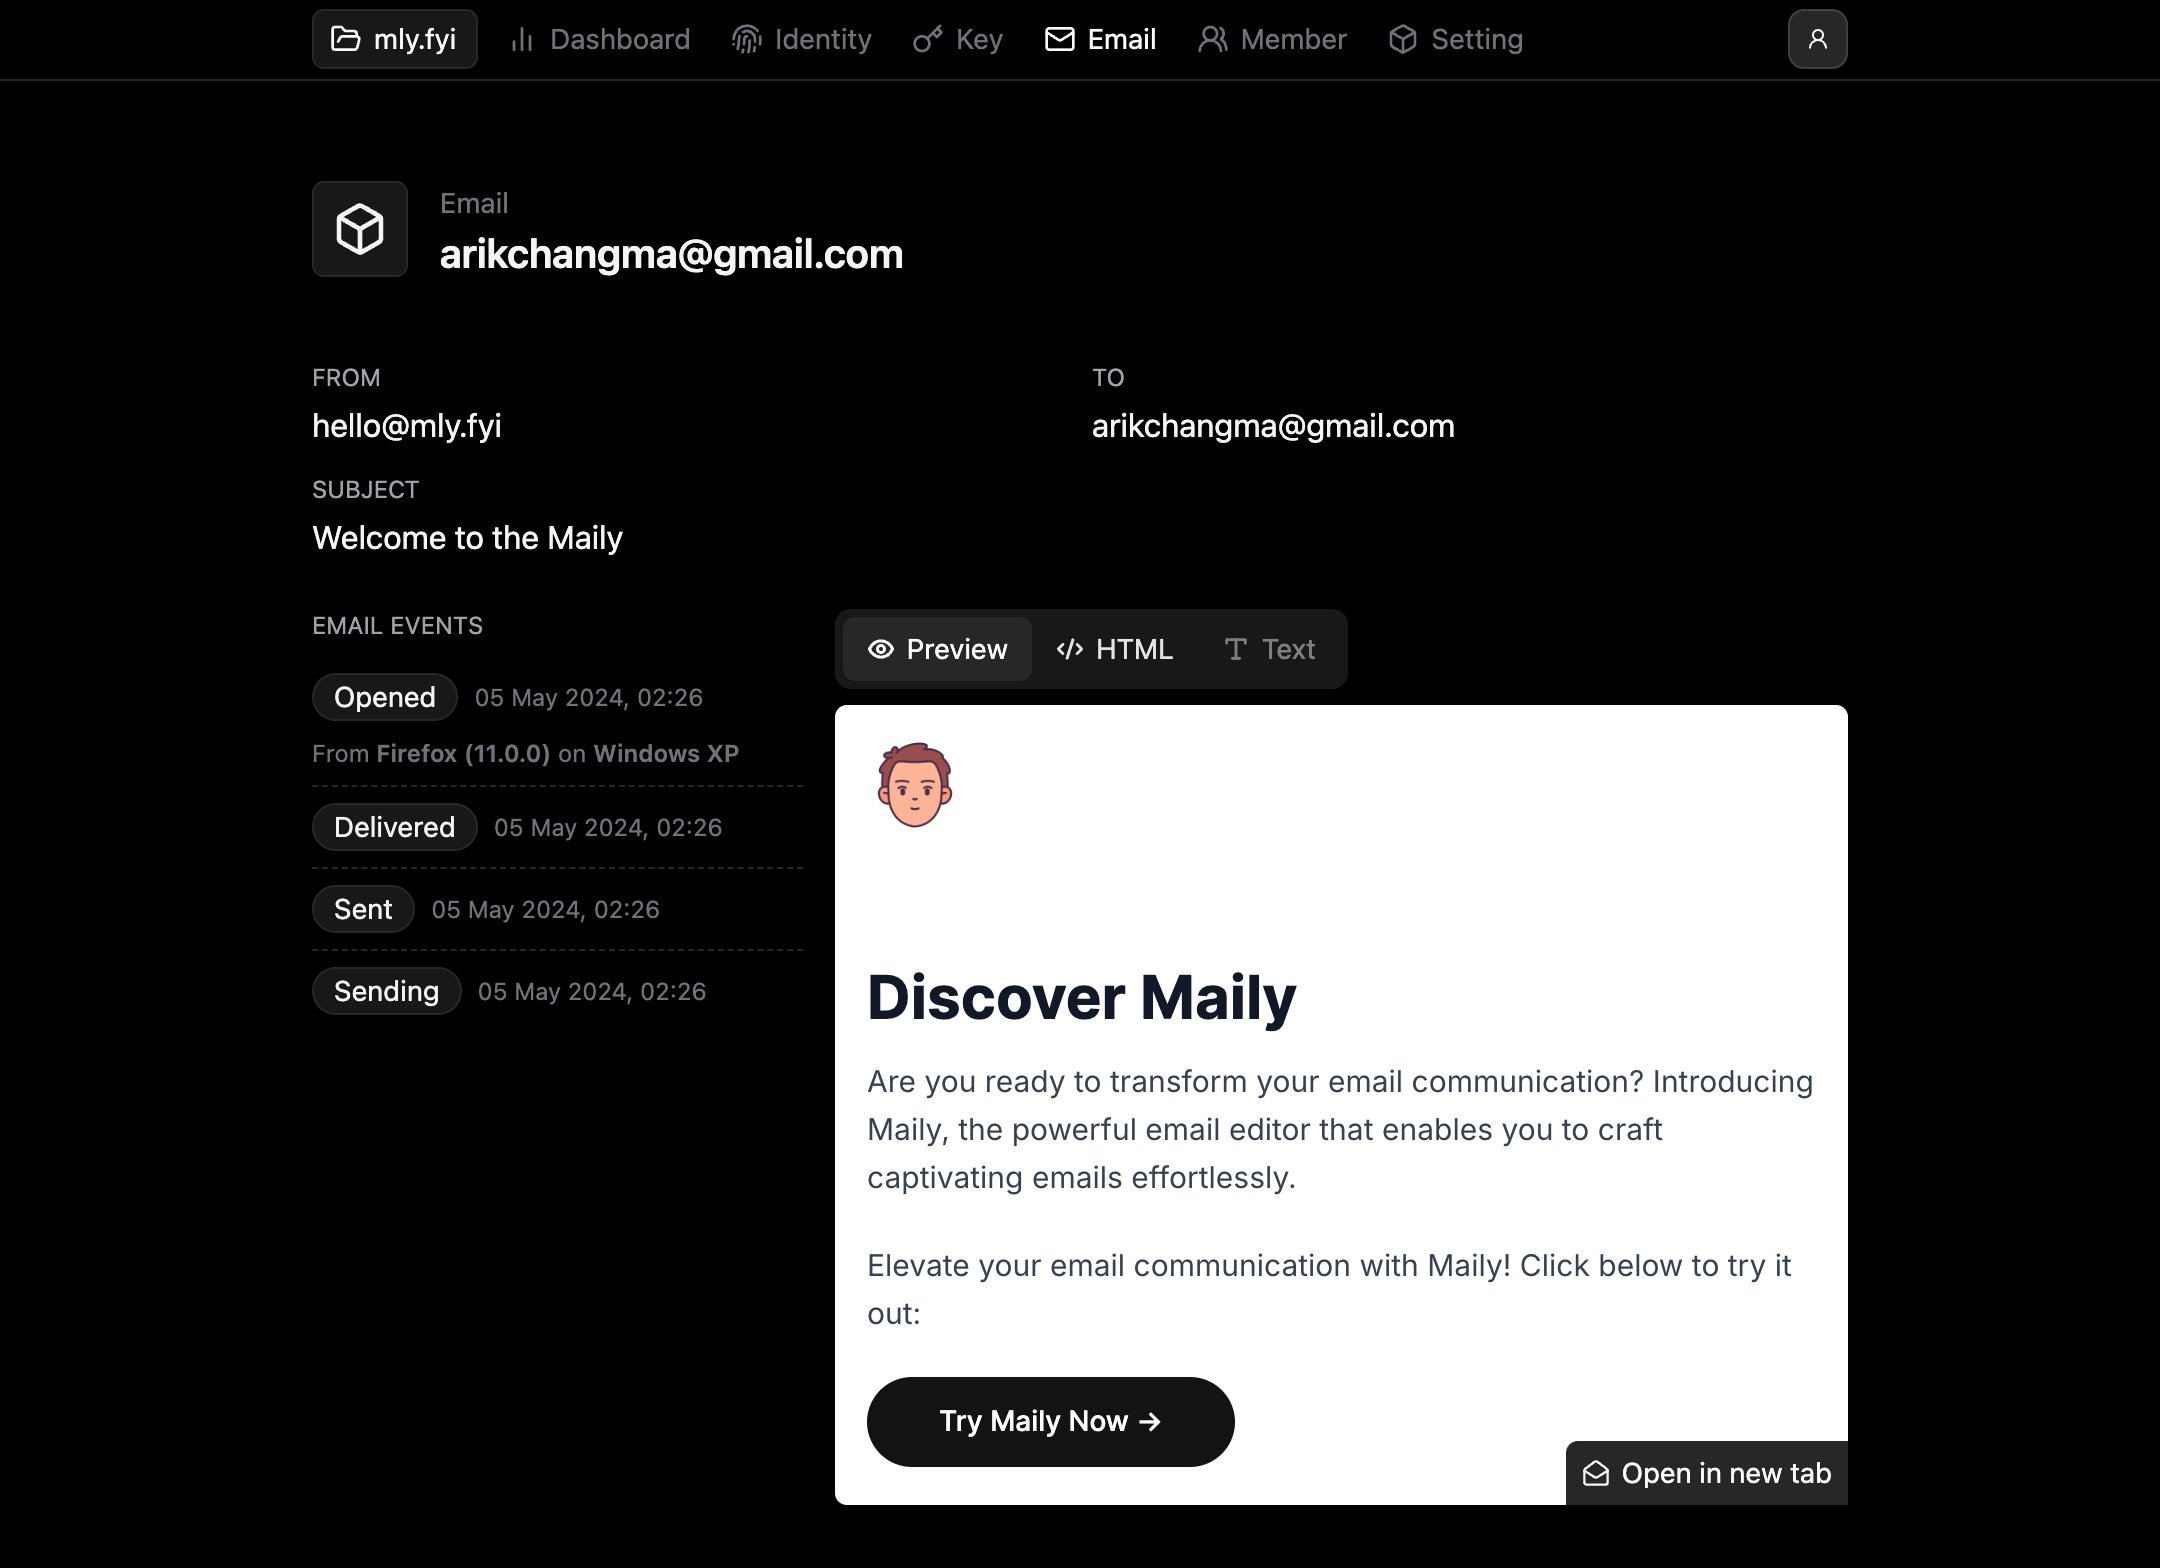 mly.fyi Dashboard Identity Key Email Member Setting
Email
arikchangma@gmail.com
FROM
hello@mly.fyi
TO
arikchangma@gmail.com
SUBJECT
Welcome to the Maily
EMAIL EVENTS
Opened 05 May 2024, 02:26
From Firefox (11.0.0) on Windows XP
Delivered 05 May 2024, 02:26
Sent 05 May 2024, 02:26
Sending 05 May 2024, 02:26
Preview </> HTML T Text
Discover Maily
Are you ready to transform your email communication? Introducing
Maily, the powerful email editor that enables you to craft
captivating emails effortlessly.
Elevate your email communication with Maily! Click below to try it
out:
Try Maily Now →
Open in new tab